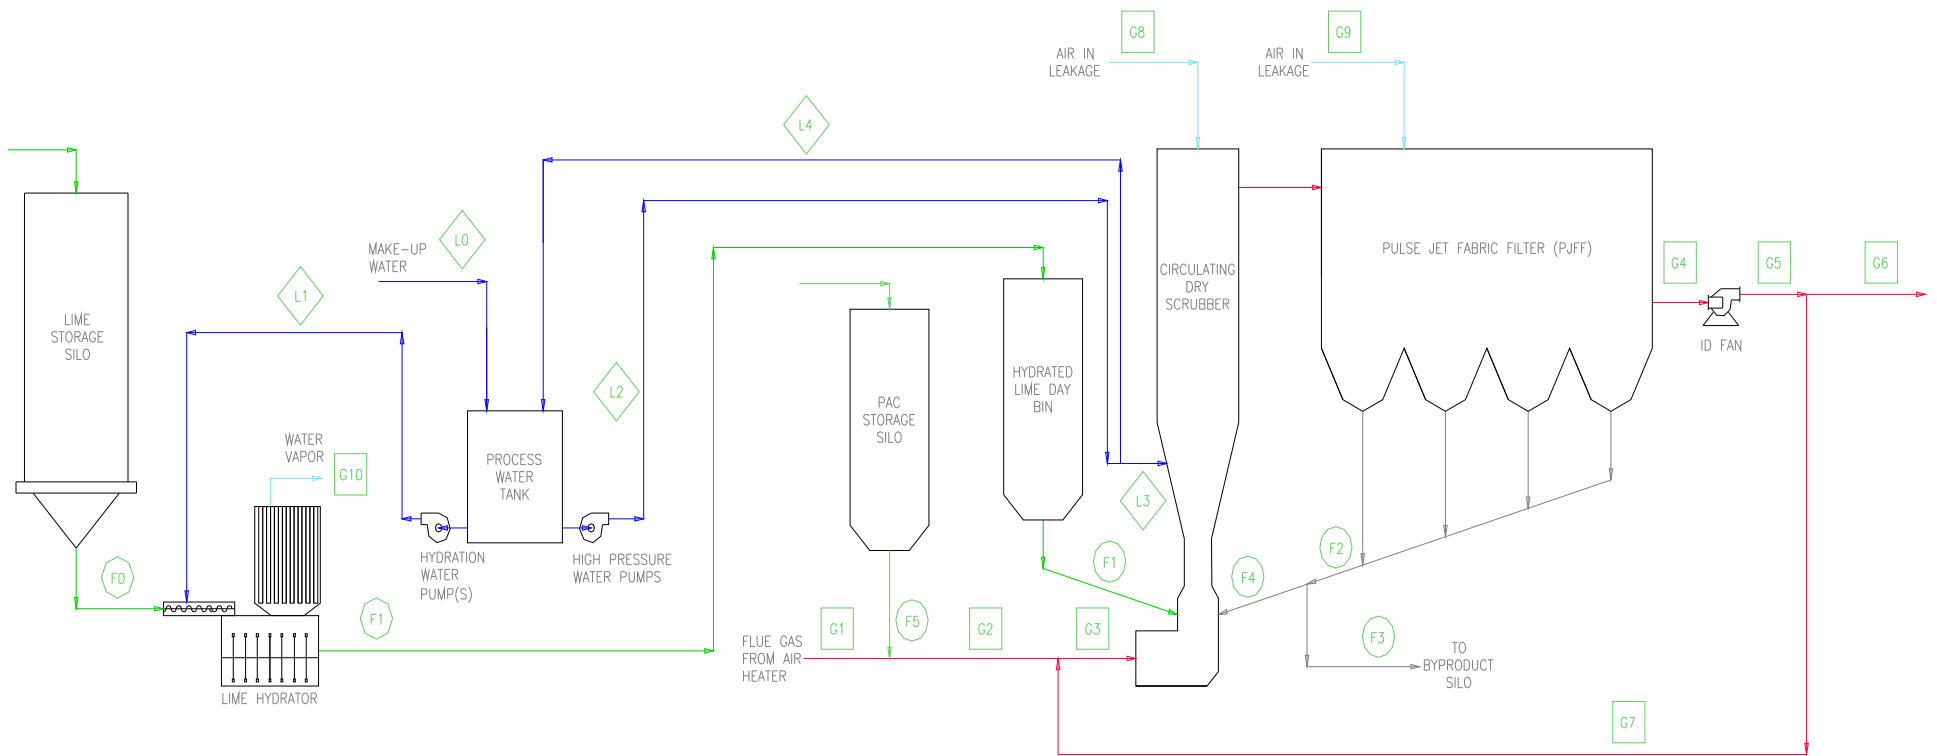 G8
G9
AIR IN
LEAKAGE
AIR IN
LEAKAGE
L4
L0
MAKE-UP
WATER
PULSE JET FABRIC FILTER (PJFF)
G4
G5
G6
CIRCULATING
DRY
SCRUBBER
L1
LIME
STORAGE
SILO
ID FAN
L2
HYDRATED
LIME DAY
BIN
PAC
STORAGE
SILO
WATER
VAPOR
G10
PROCESS
WATER
TANK
L3
HYDRATION
WATER
PUMP(S)
HIGH PRESSURE
WATER PUMPS
F0
F1
F2
F4
F1
F5
G1
G2
G3
F3
FLUE GAS
FROM AIR
HEATER
TO
BYPRODUCT
SILO
LIME HYDRATOR
G7